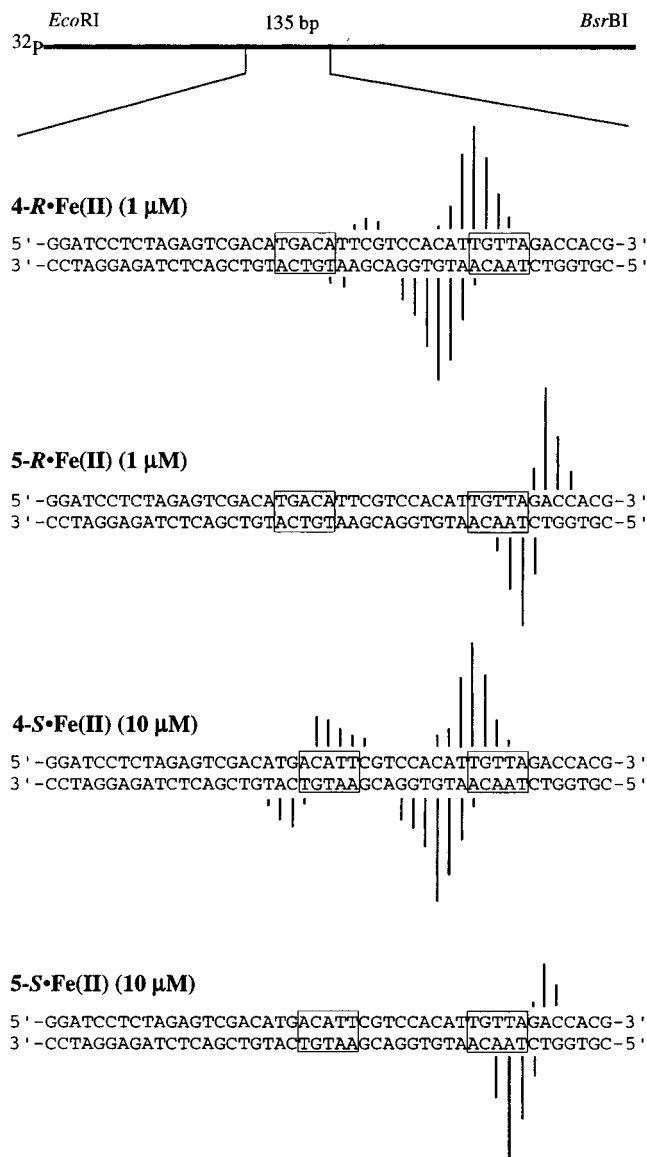 EcoRI 135 bp BsrBI
32P
4-R•Fe(II) (1 μM)
5'-GGATCCTCTAGAGTCGACATGACATTCGTCCACATTGTTAGACCACG-3'
3'-CCTAGGAGATCTCAGCTGTACTGTAAGCAGGTGTAACAATCTGGTGC-5'
5-R•Fe(II) (1 μM)
5'-GGATCCTCTAGAGTCGACATGACATTCGTCCACATTGTTAGACCACG-3'
3'-CCTAGGAGATCTCAGCTGTACTGTAAGCAGGTGTAACAATCTGGTGC-5'
4-S•Fe(II) (10 μM)
5'-GGATCCTCTAGAGTCGACATGACATTCGTCCACATTGTTAGACCACG-3'
3'-CCTAGGAGATCTCAGCTGTACTGTAAGCAGGTGTAACAATCTGGTGC-5'
5-S•Fe(II) (10 μM)
5'-GGATCCTCTAGAGTCGACATGACATTCGTCCACATTGTTAGACCACG-3'
3'-CCTAGGAGATCTCAGCTGTACTGTAAGCAGGTGTAACAATCTGGTGC-5'